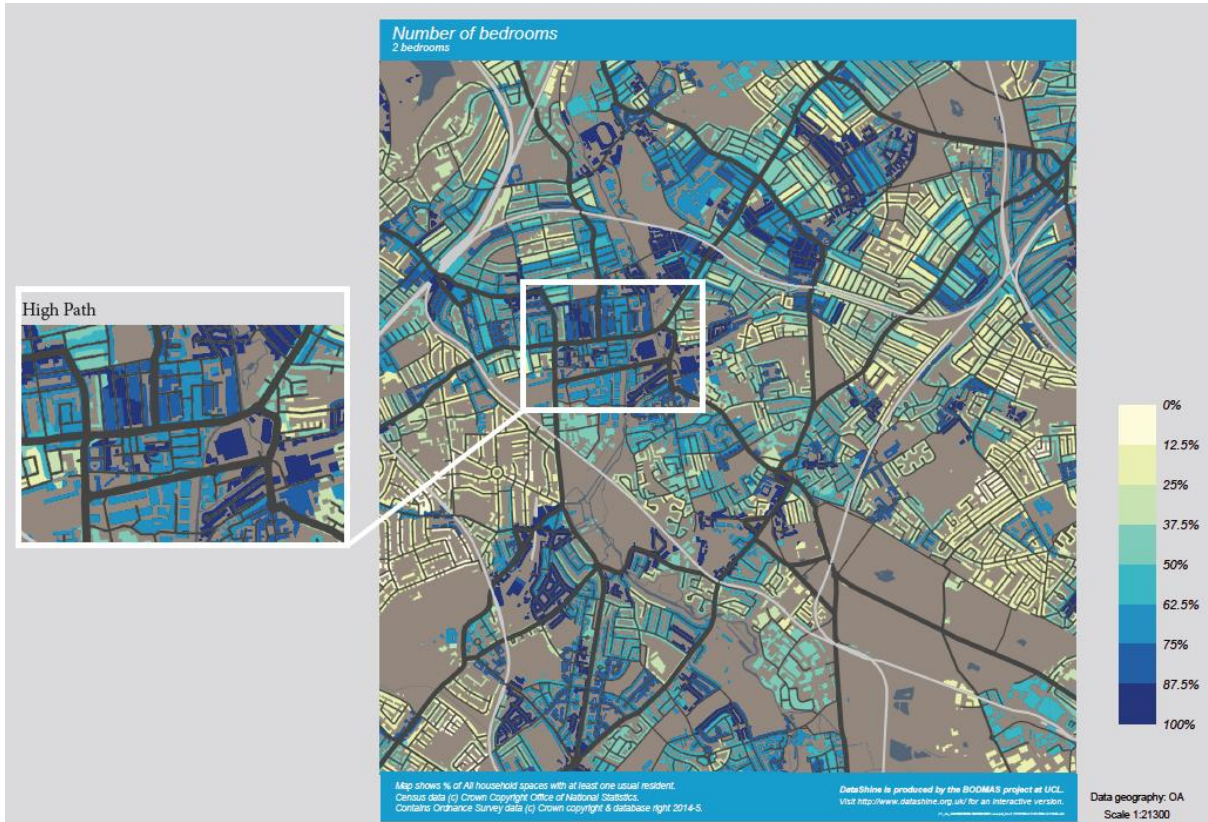 Number of bedrooms
2 bedrooms
High Path
0%
12.5%
25%
37.5%
50%
62.5%
75%
87.5%
100%
Map shows % of All household spaces with at least one usual resident.
Census data (c) Crown Copyright Office of National Statistics.
Contains Ordnance Survey data (c) Crown copyright & database right 2014-5.
DataShine is produced by the BODMAS project at UCL.
Visit http://www.datashine.org.uk/ for an interactive version.
Data geography: OA
Scale 1:21300